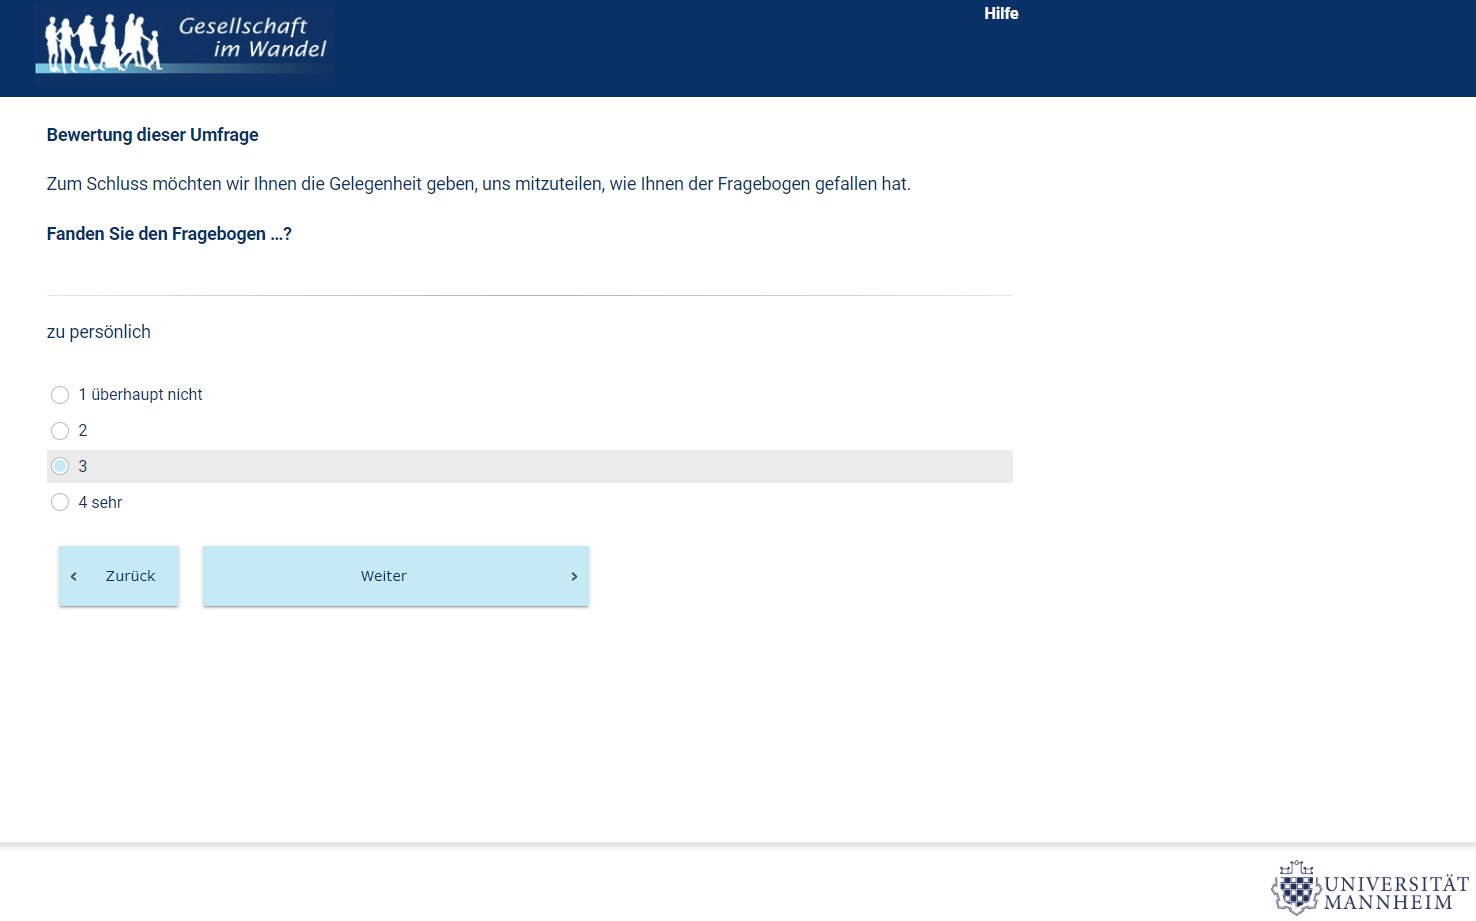 Gesellschaft
im Wandel
Hilfe
Bewertung dieser Umfrage
Zum Schluss möchten wir Ihnen die Gelegenheit geben, uns mitzuteilen, wie Ihnen der Fragebogen gefallen hat.
Fanden Sie den Fragebogen ...?
zu persönlich
1 überhaupt nicht
2
3
4 sehr
‹ Zurück
Weiter ›
UNIVERSITÄT
MANNHEIM